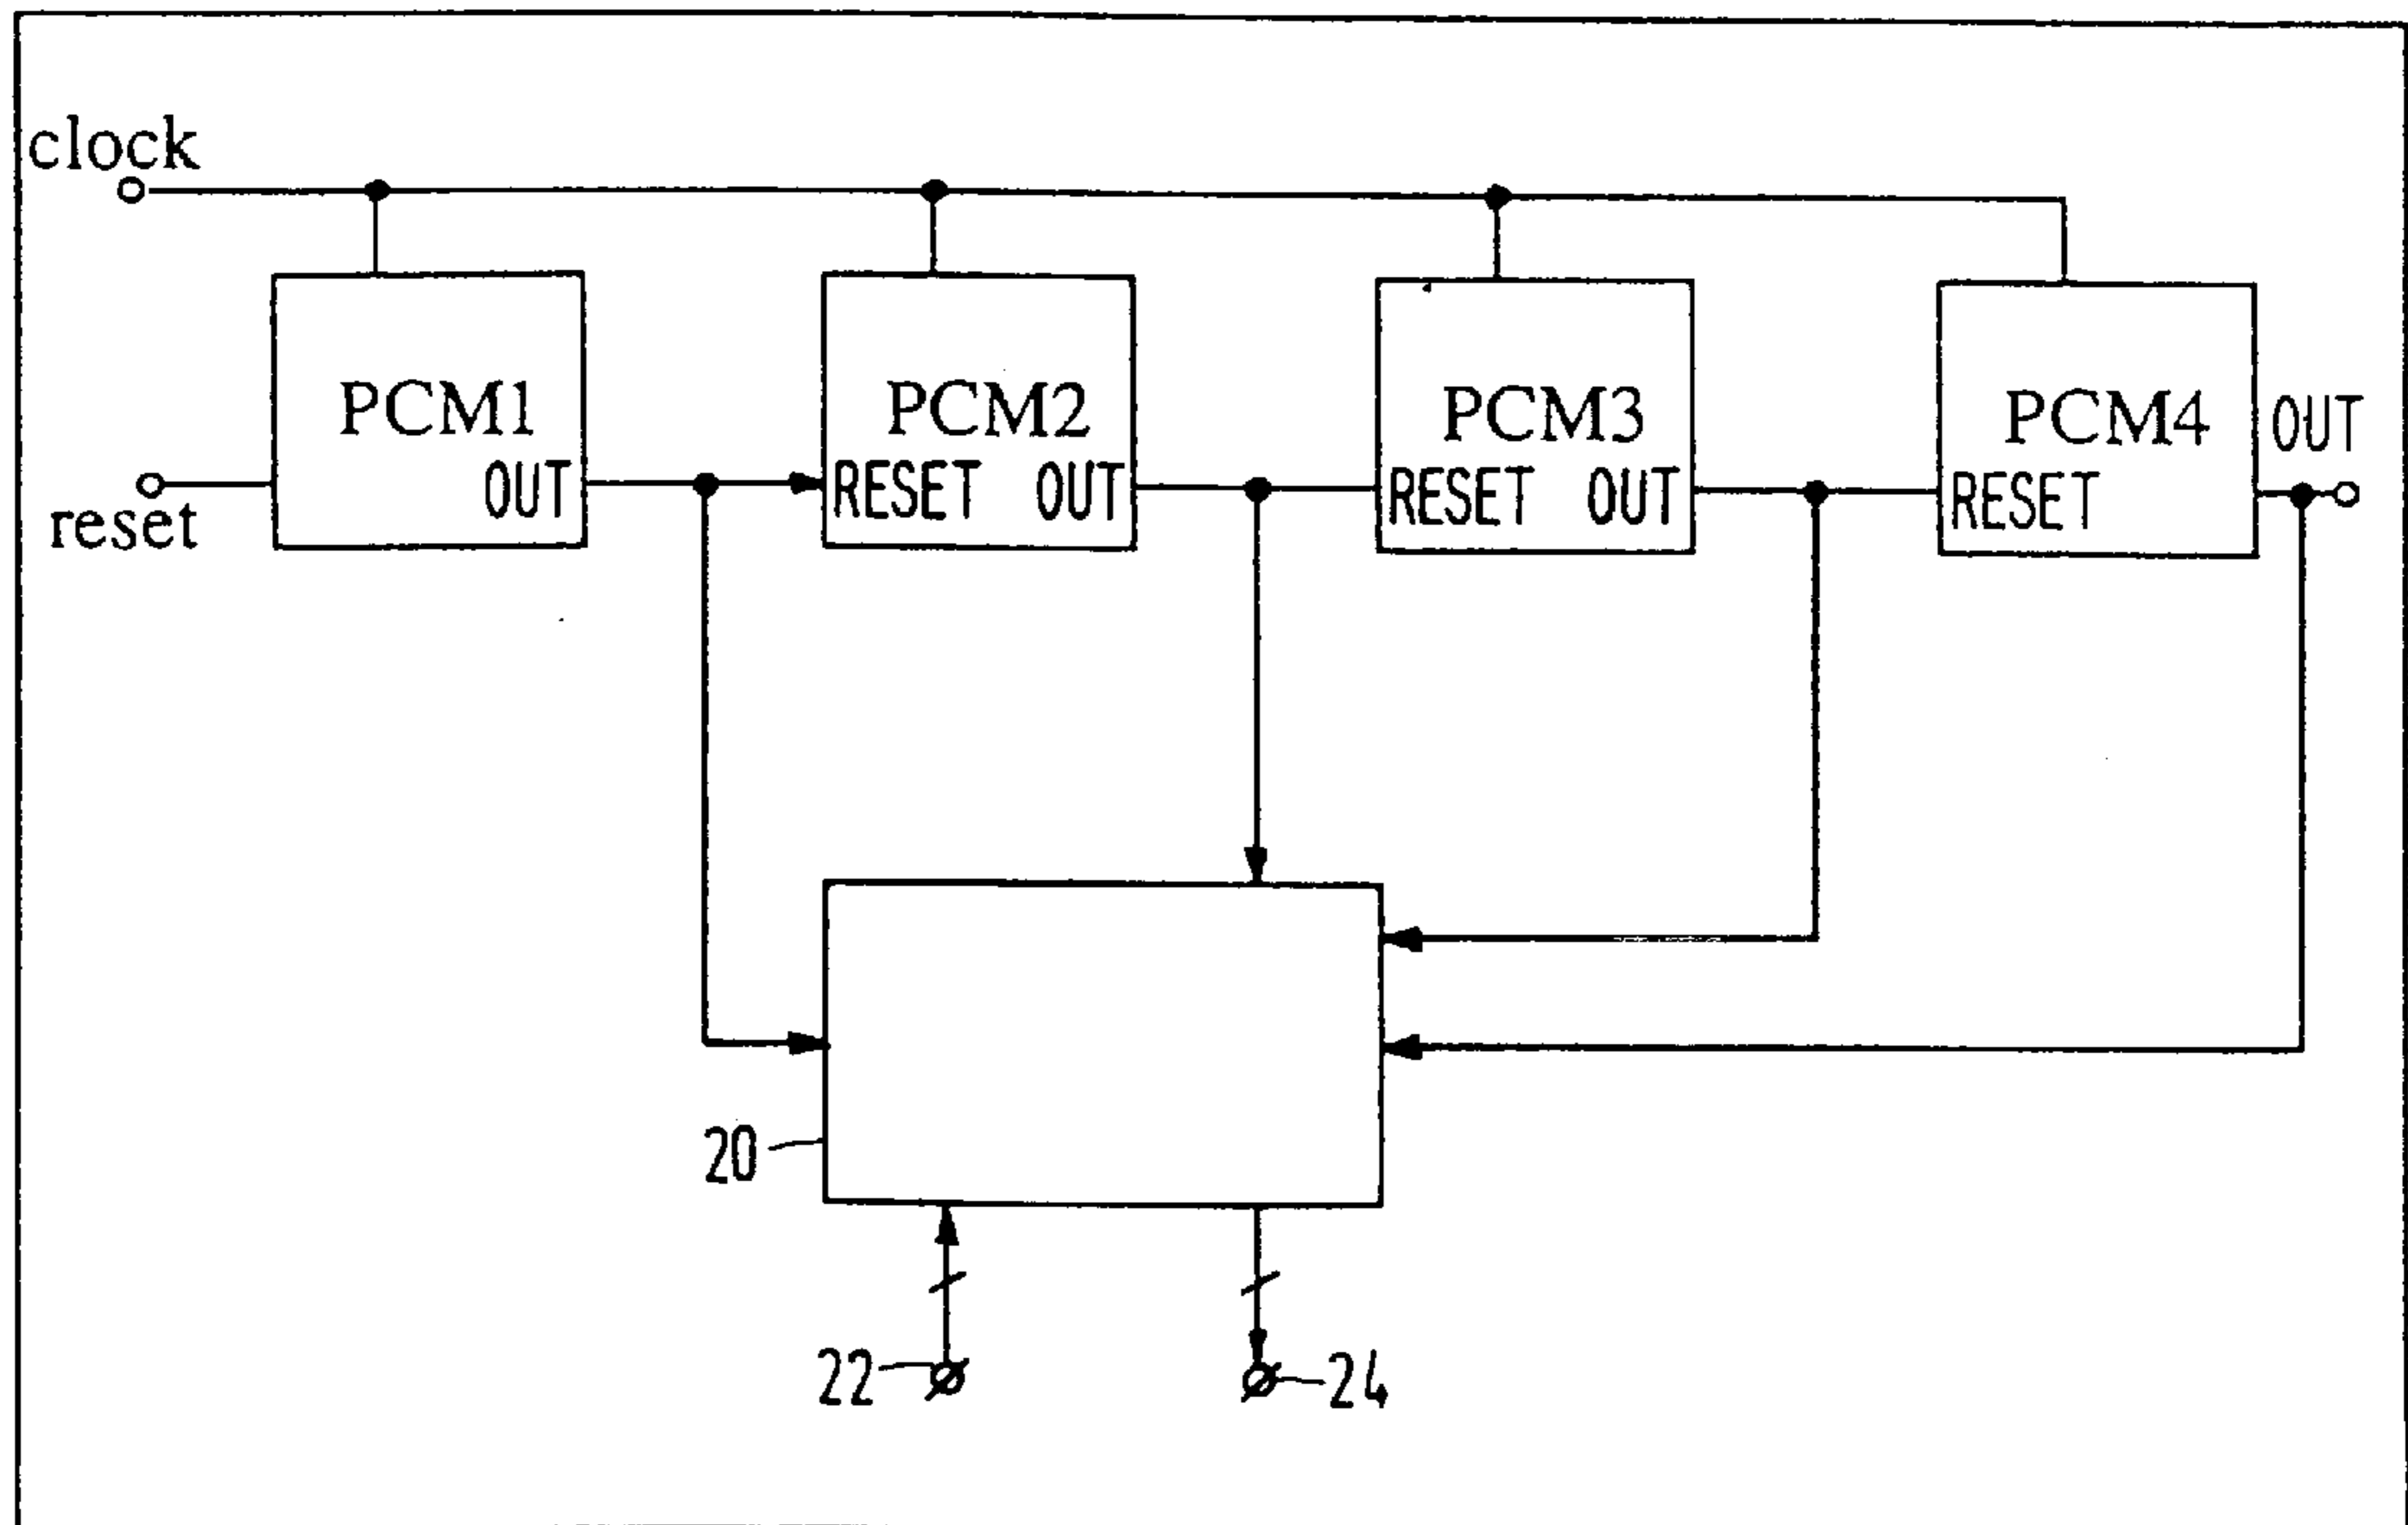 clock
reset
PCM1
OUT
PCM2
RESET OUT
PCM3
RESET OUT
PCM4
RESET
OUT
20
22
24